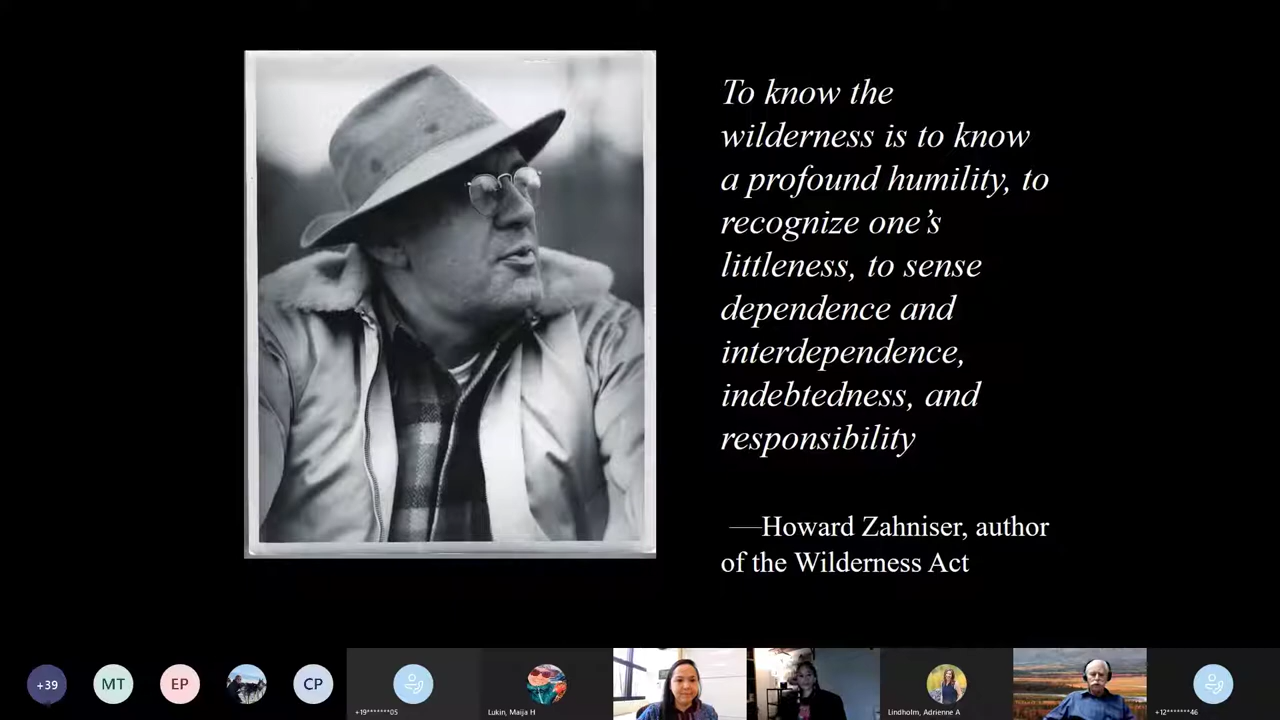 To know the
wilderness is to know
a profound humility, to
recognize one’s
littleness, to sense
dependence and
interdependence,
indebtedness, and
responsibility
—Howard Zahniser, author
of the Wilderness Act
+39
MT
EP
CP
+19*******05
Lukin, Maija H
Lindholm, Adrienne A
+12*******46